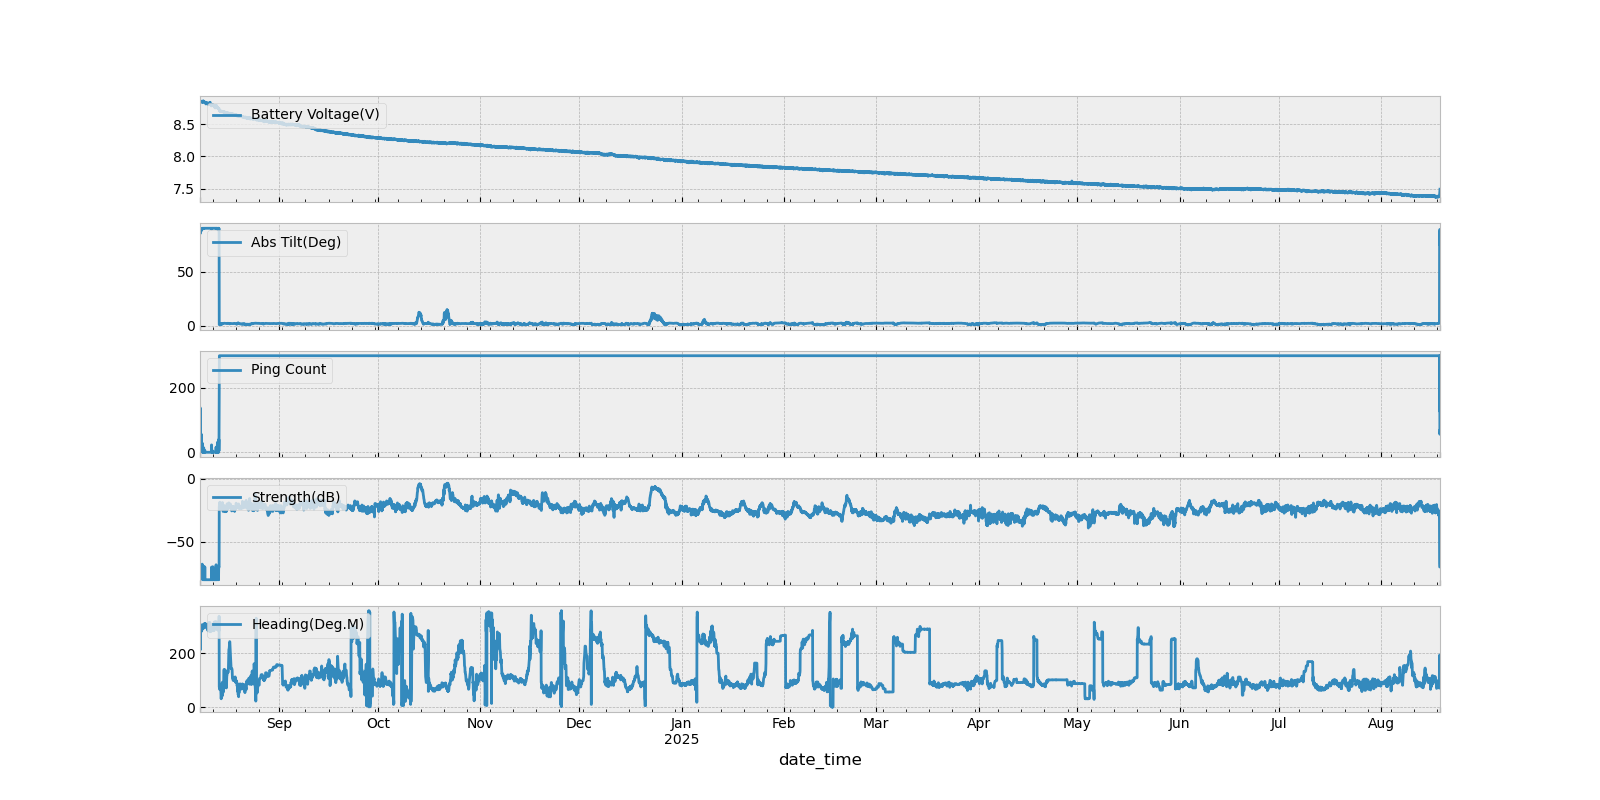 Battery Voltage(V)
8.5
8.0
7.5
Abs Tilt(Deg)
50
0
Ping Count
200
0
0
Strength(dB)
−50
Heading(Deg.M)
200
0
Sep Oct Nov Dec Jan Feb Mar Apr May Jun Jul Aug
2025
date_time